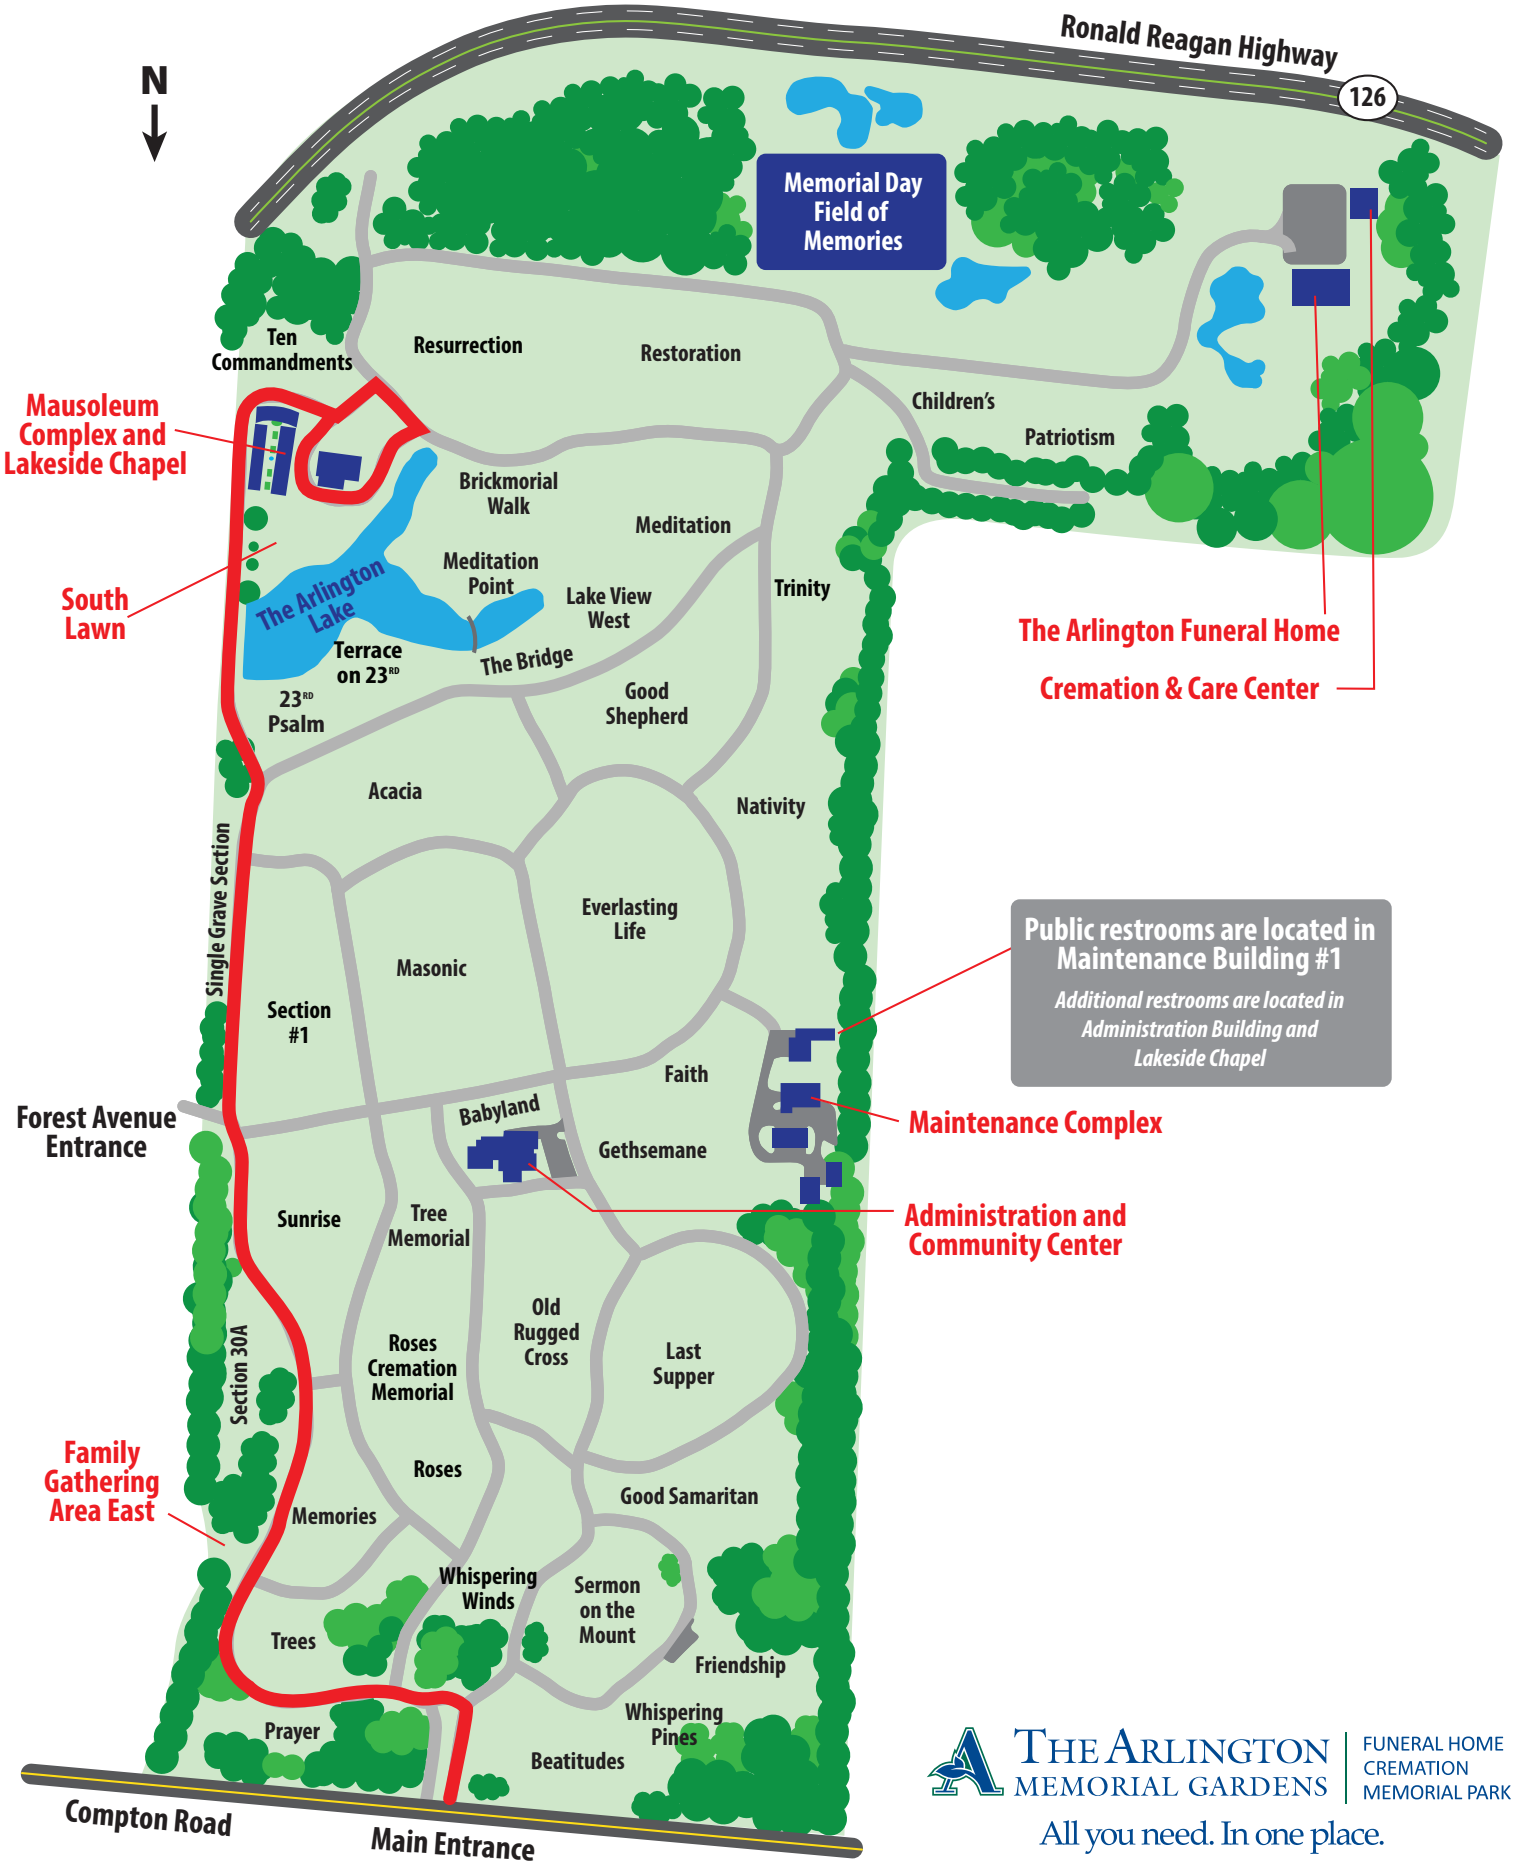 Ronald Reagan Highway
126
N
Memorial Day
Field of
Memories
Ten
Commandments
Resurrection
Restoration
Children's
Patriotism
Mausoleum
Complex and
Lakeside Chapel
Brickmorial
Walk
Meditation
Meditation
Point
Lake View
West
Trinity
South
Lawn
The Arlington
Lake
Terrace
on 23RD
The Bridge
23RD
Psalm
Good
Shepherd
The Arlington Funeral Home
Cremation & Care Center
Acacia
Nativity
Single Grave Section
Everlasting
Life
Masonic
Section
#1
Public restrooms are located in
Maintenance Building #1
Additional restrooms are located in
Administration Building and
Lakeside Chapel
Faith
Babyland
Forest Avenue
Entrance
Gethsemane
Maintenance Complex
Sunrise
Tree
Memorial
Administration and
Community Center
Old
Rugged
Cross
Roses
Cremation
Memorial
Last
Supper
Section 30A
Family
Gathering
Area East
Roses
Memories
Good Samaritan
Whispering
Winds
Sermon
on the
Mount
Trees
Friendship
Prayer
Whispering
Pines
Beatitudes
Compton Road
Main Entrance
A
THE ARLINGTON
MEMORIAL GARDENS
FUNERAL HOME
CREMATION
MEMORIAL PARK
All you need. In one place.